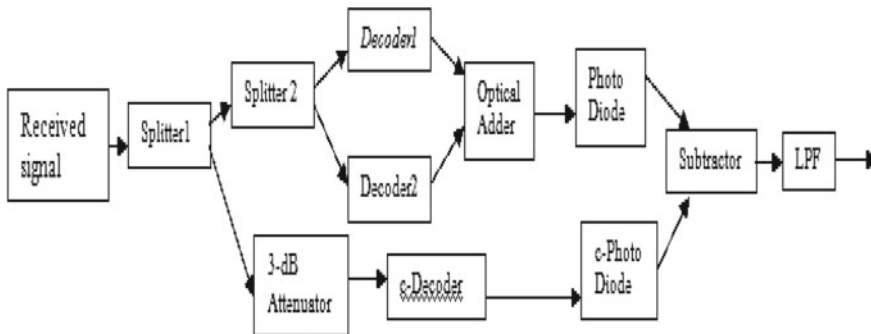 Decoder1
Splitter 2
Received
signal
Splitter1
Optical
Adder
Photo
Diode
Decoder2
Subtractor
LPF
3-dB
Attenuator
c-Decoder
c-Photo
Diode